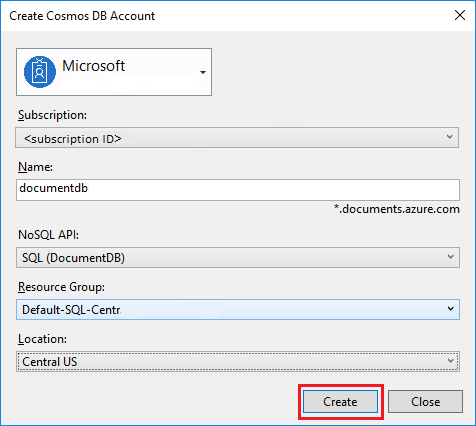 Create Cosmos DB Account
Microsoft
Subscription:
<subscription ID>
Name:
documentdb
*.documents.azure.com
NoSQL API:
SQL (DocumentDB)
Resource Group:
Default-SQL-Centr
Location:
Central US
Create Close